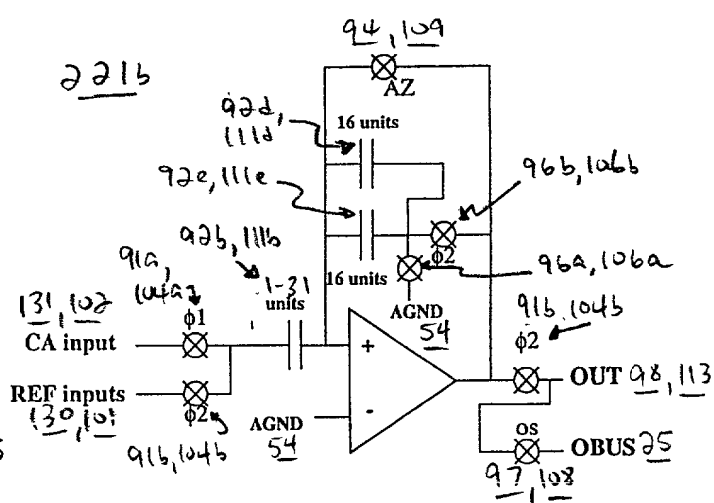 94, 109
221b
AZ
92d,
111d
16 units
92e, 111e
96b, 106b
92b, 111b
φ2
91a,
104a
16 units
96a, 106a
1-31
units
131, 102
φ1
AGND
54
91b, 104b
φ2
CA input
+
REF inputs
130, 101
φ2
OUT 98, 113
AGND
54
-
91b, 104b
os
OBUS 25
97, 108